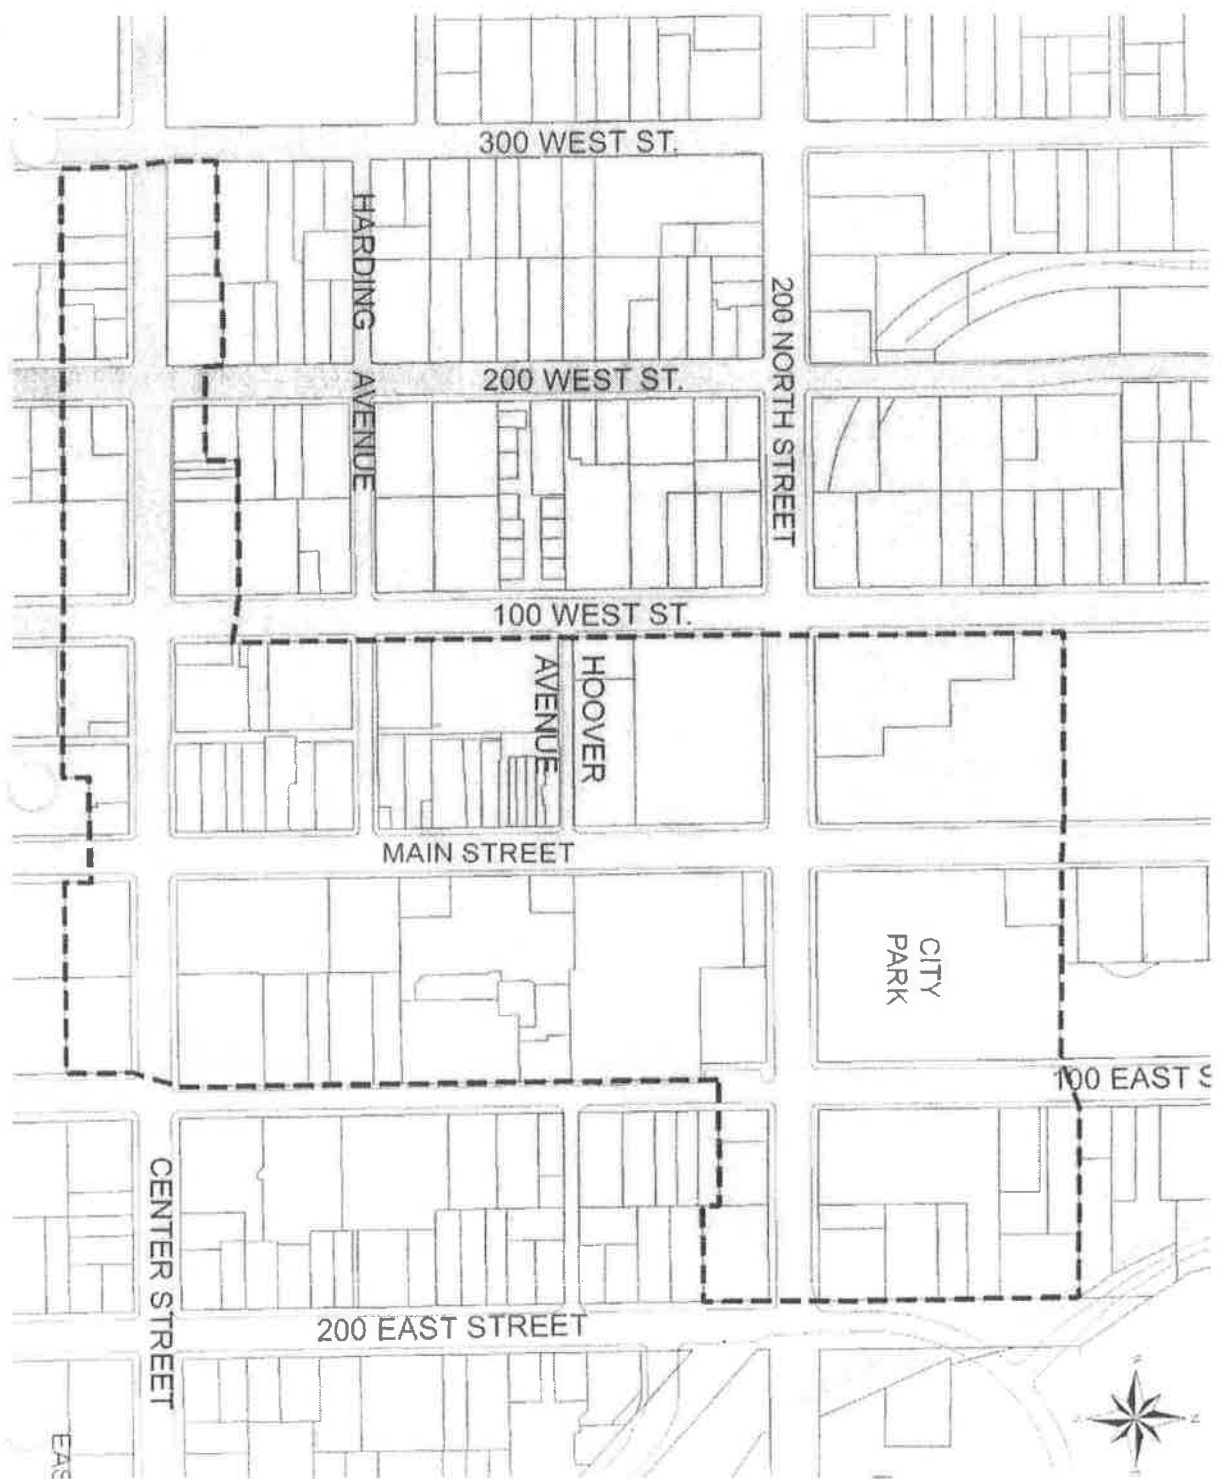 300 WEST ST.
HARDING AVENUE
200 NORTH STREET
200 WEST ST.
100 WEST ST.
HOOVER
AVENUE
MAIN STREET
CITY
PARK
100 EAST S
CENTER STREET
200 EAST STREET
EAS